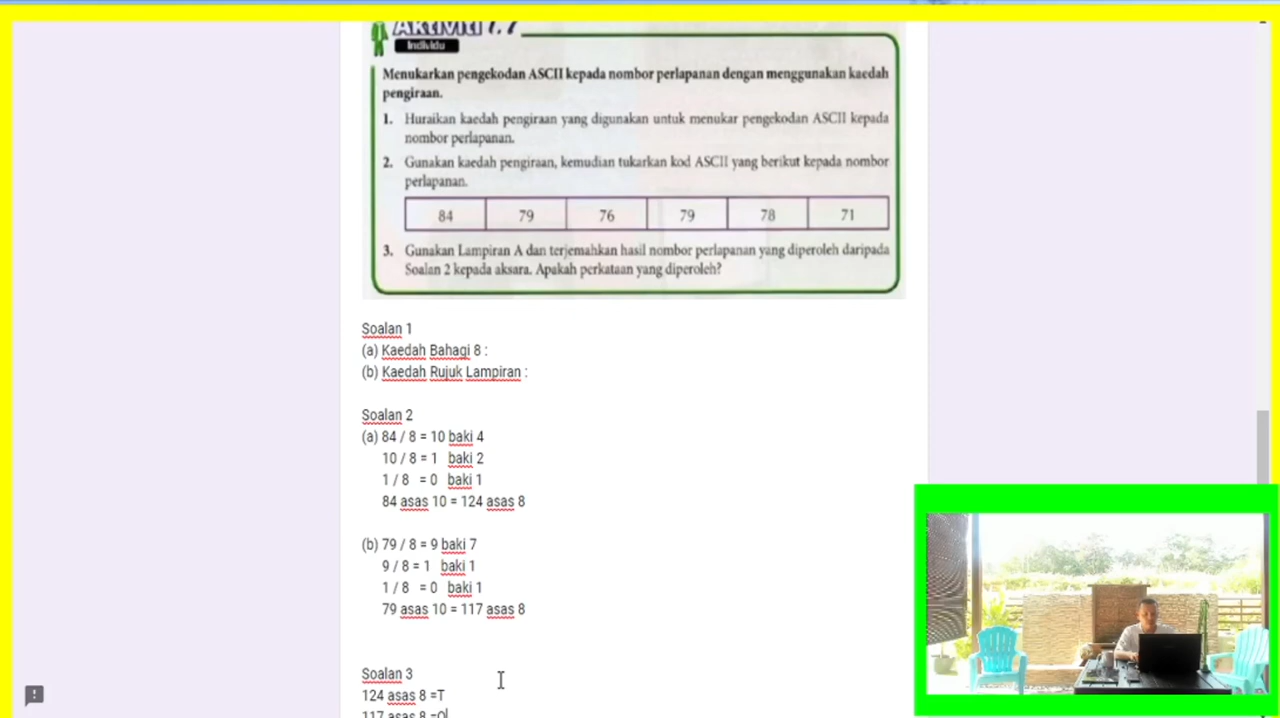 AKTIVITI 7.7
Individu
Menukarkan pengekodan ASCII kepada nombor perlapanan dengan menggunakan kaedah
pengiraan.
1. Huraikan kaedah pengiraan yang digunakan untuk menukar pengekodan ASCII kepada
nombor perlapanan.
2. Gunakan kaedah pengiraan, kemudian tukarkan kod ASCII yang berikut kepada nombor
perlapanan.
84 79 76 79 78 71
3. Gunakan Lampiran A dan terjemahkan hasil nombor perlapanan yang diperoleh daripada
Soalan 2 kepada aksara. Apakah perkataan yang diperoleh?
Soalan 1
(a) Kaedah Bahagi 8 :
(b) Kaedah Rujuk Lampiran :
Soalan 2
(a) 84 / 8 = 10 baki 4
10 / 8 = 1 baki 2
1 / 8 = 0 baki 1
84 asas 10 = 124 asas 8
(b) 79 / 8 = 9 baki 7
9 / 8 = 1 baki 1
1 / 8 = 0 baki 1
79 asas 10 = 117 asas 8
Soalan 3
124 asas 8 =T
117 asas 8 =O